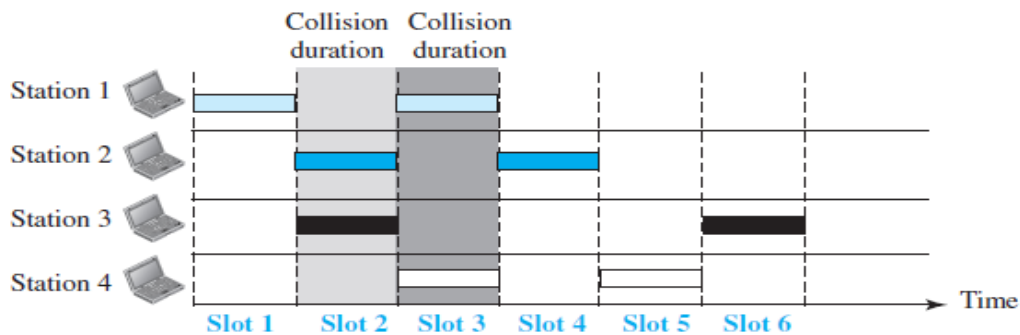 Collision Collision
duration duration
Station 1
Station 2
Station 3
Station 4
Time
Slot 1 Slot 2 Slot 3 Slot 4 Slot 5 Slot 6